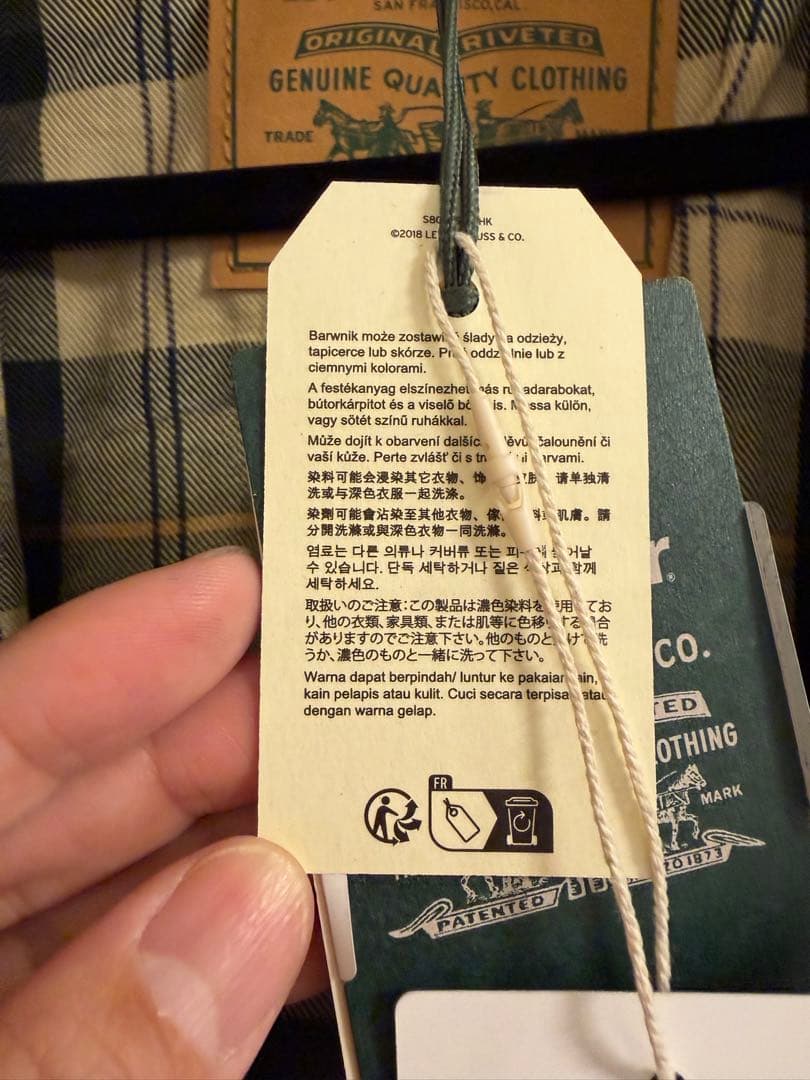 SAN FRANCISCO, CAL.
ORIGINAL RIVETED
GENUINE QUALITY CLOTHING
TRADE MARK
©2018 LEVI STRAUSS & CO.
Barwnik może zostawić ślady na odzieży,
tapicerce lub skórze. Prać oddzielnie lub z
ciemnymi kolorami.
A festékanyag elszínezhet más ruhadarabokat,
bútorkárpitot és a viselő bőrét is. Mossa külön,
vagy sötét színű ruhákkal.
Může dojít k obarvení dalších oděvů, čalounění či
vaší kůže. Perte zvlášť či s tmavými barvami.
染料可能会浸染其它衣物、饰 皮肤。请单独清
洗或与深色衣服一起洗涤。
染劑可能會沾染至其他衣物、傢 料或肌膚。請
分開洗滌或與深色衣物一同洗滌。
염료는 다른 의류나 커버류 또는 피부에 묻어날
수 있습니다. 단독 세탁하거나 짙은 색상과 함께
세탁하세요.
取扱いのご注意：この製品は濃色染料を使用してお
り、他の衣類、家具類、または肌等に色移りする場合
がありますのでご注意下さい。他のものと分けて洗
うか、濃色のものと一緒に洗って下さい。
Warna dapat berpindah/ luntur ke pakaian lain,
kain pelapis atau kulit. Cuci secara terpisah atau
dengan warna gelap.
FR
r®
CO.
TED
OTHING
MARK
PATENTED
20 1873